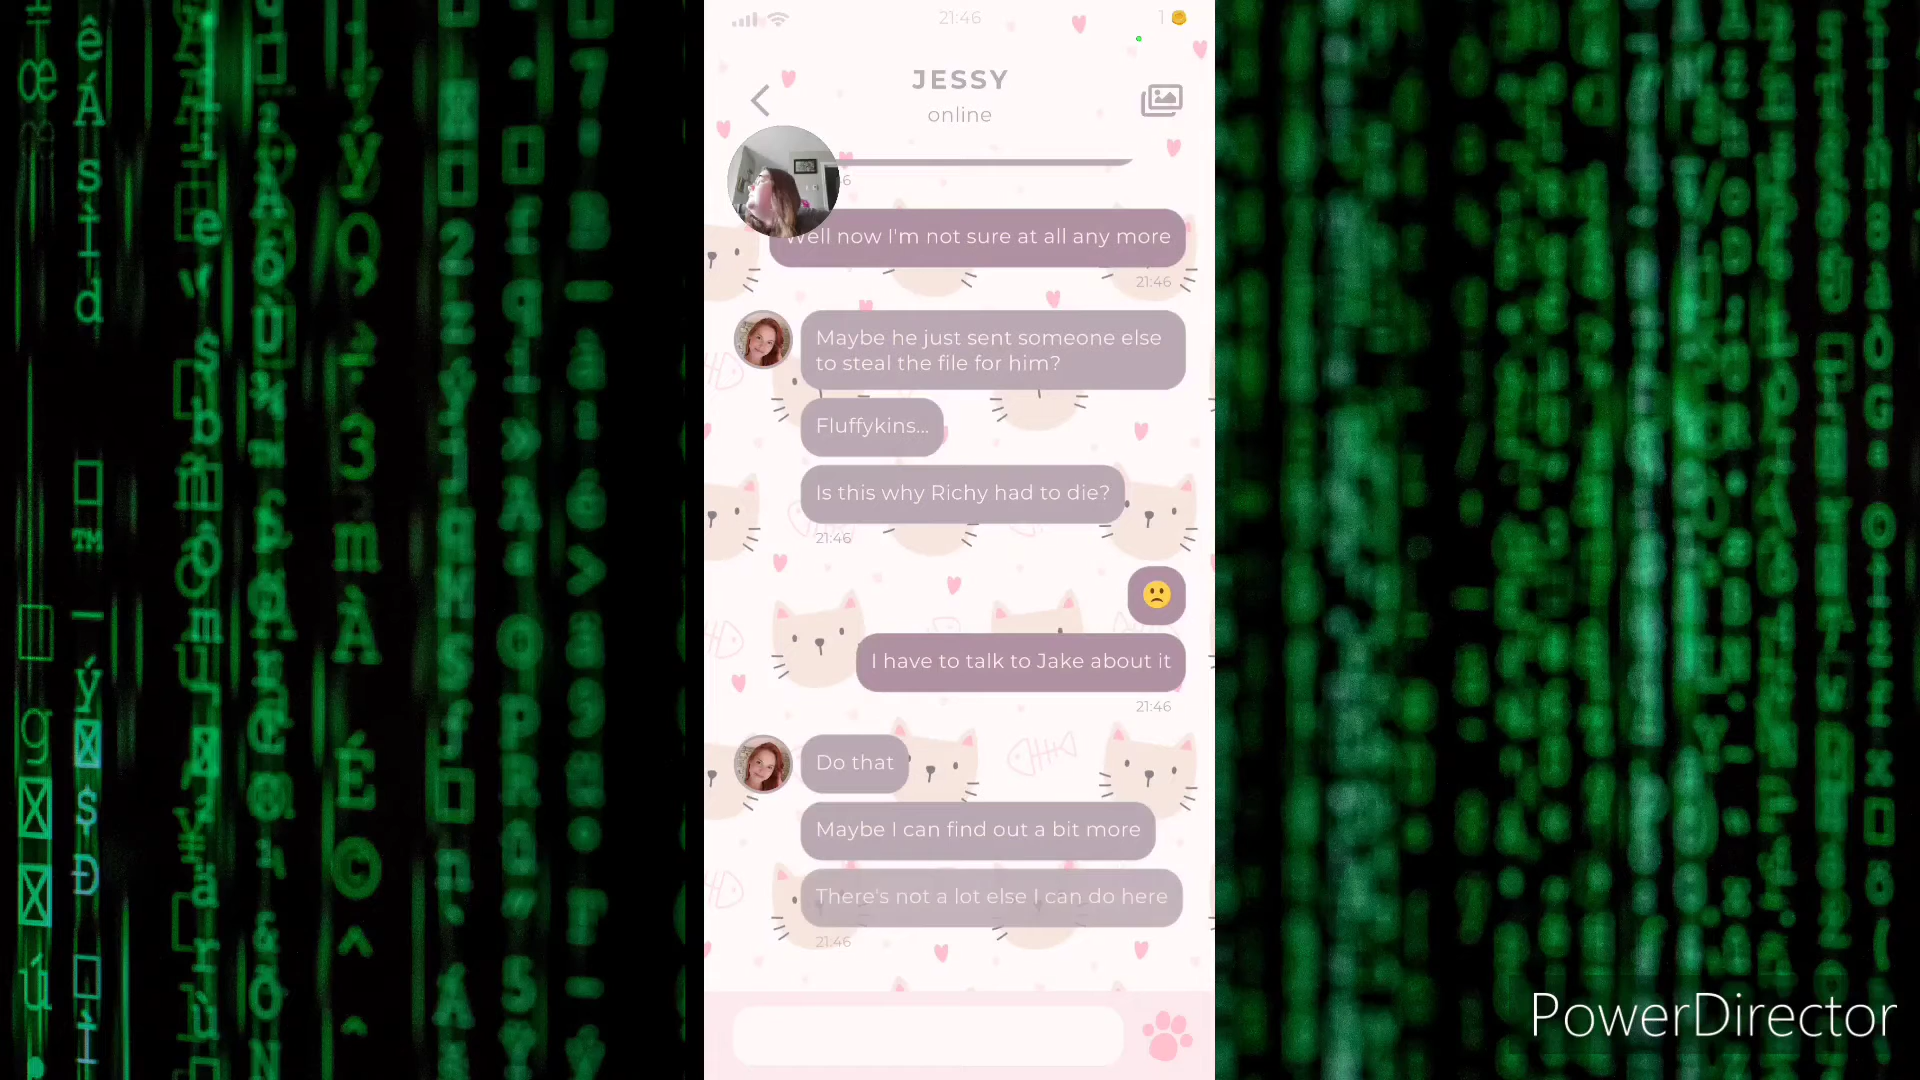 21:46
1
JESSY
online
46
Well now I'm not sure at all any more
21:46
Maybe he just sent someone else
to steal the file for him?
Fluffykins...
Is this why Richy had to die?
21:46
I have to talk to Jake about it
21:46
Do that
Maybe I can find out a bit more
There's not a lot else I can do here
21:46
PowerDirector